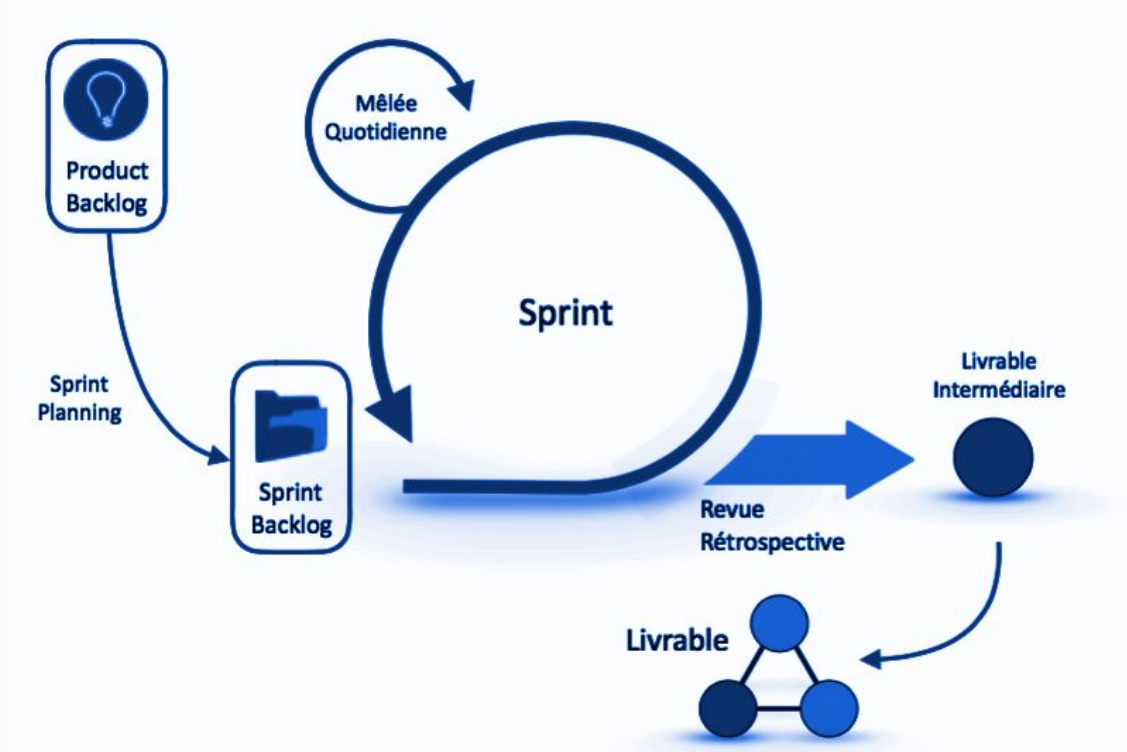 Product
Backlog
Mêlée
Quotidienne
Sprint
Sprint
Planning
Sprint
Backlog
Livrable
Intermédiaire
Revue
Rétrospective
Livrable